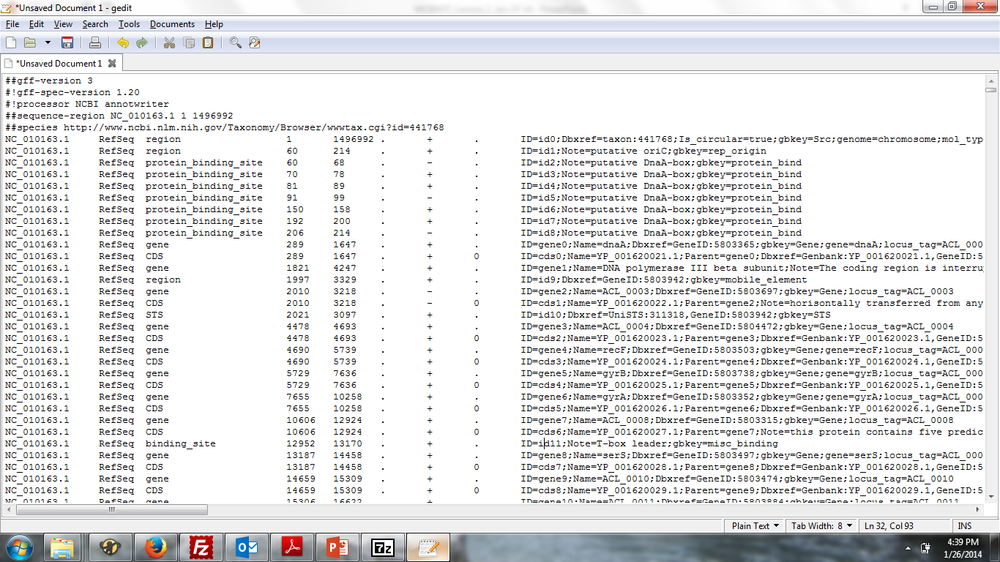 *Unsaved Document 1 - gedit
File Edit View Search Tools Documents Help
*Unsaved Document 1
##gff-version 3
#!gff-spec-version 1.20
#!processor NCBI annotwriter
##sequence-region NC_010163.1 1 1496992
##species http://www.ncbi.nlm.nih.gov/Taxonomy/Browser/wwwtax.cgi?id=441768
NC_010163.1 RefSeq region 1 1496992 . + . ID=id0;Dbxref=taxon:441768;Is_circular=true;gbkey=Src;genome=chromosome;mol_typ
NC_010163.1 RefSeq region 60 214 . + . ID=id1;Note=putative oriC;gbkey=rep_origin
NC_010163.1 RefSeq protein_binding_site 60 68 . - . ID=id2;Note=putative DnaA-box;gbkey=protein_bind
NC_010163.1 RefSeq protein_binding_site 70 78 . + . ID=id3;Note=putative DnaA-box;gbkey=protein_bind
NC_010163.1 RefSeq protein_binding_site 81 89 . + . ID=id4;Note=putative DnaA-box;gbkey=protein_bind
NC_010163.1 RefSeq protein_binding_site 91 99 . - . ID=id5;Note=putative DnaA-box;gbkey=protein_bind
NC_010163.1 RefSeq protein_binding_site 150 158 . + . ID=id6;Note=putative DnaA-box;gbkey=protein_bind
NC_010163.1 RefSeq protein_binding_site 192 200 . + . ID=id7;Note=putative DnaA-box;gbkey=protein_bind
NC_010163.1 RefSeq protein_binding_site 206 214 . - . ID=id8;Note=putative DnaA-box;gbkey=protein_bind
NC_010163.1 RefSeq gene 289 1647 . + . ID=gene0;Name=dnaA;Dbxref=GeneID:5803365;gbkey=Gene;gene=dnaA;locus_tag=ACL_000
NC_010163.1 RefSeq CDS 289 1647 . + 0 ID=cds0;Name=YP_001620021.1;Parent=gene0;Dbxref=Genbank:YP_001620021.1,GeneID:5
NC_010163.1 RefSeq gene 1821 4247 . + . ID=gene1;Name=DNA polymerase III beta subunit;Note=The coding region is interru
NC_010163.1 RefSeq region 1997 3329 . + . ID=id9;Dbxref=GeneID:5803942;gbkey=mobile_element
NC_010163.1 RefSeq gene 2010 3218 . - . ID=gene2;Name=ACL_0003;Dbxref=GeneID:5803697;gbkey=Gene;locus_tag=ACL_0003
NC_010163.1 RefSeq CDS 2010 3218 . - 0 ID=cds1;Name=YP_001620022.1;Parent=gene2;Note=horisontally transferred from any
NC_010163.1 RefSeq STS 2021 3097 . + . ID=id10;Dbxref=UniSTS:311318,GeneID:5803942;gbkey=STS
NC_010163.1 RefSeq gene 4478 4693 . + . ID=gene3;Name=ACL_0004;Dbxref=GeneID:5804472;gbkey=Gene;locus_tag=ACL_0004
NC_010163.1 RefSeq CDS 4478 4693 . + 0 ID=cds2;Name=YP_001620023.1;Parent=gene3;Dbxref=Genbank:YP_001620023.1,GeneID:5
NC_010163.1 RefSeq gene 4690 5739 . + . ID=gene4;Name=recF;Dbxref=GeneID:5803503;gbkey=Gene;gene=recF;locus_tag=ACL_000
NC_010163.1 RefSeq CDS 4690 5739 . + 0 ID=cds3;Name=YP_001620024.1;Parent=gene4;Dbxref=Genbank:YP_001620024.1,GeneID:5
NC_010163.1 RefSeq gene 5729 7636 . + . ID=gene5;Name=gyrB;Dbxref=GeneID:5803738;gbkey=Gene;gene=gyrB;locus_tag=ACL_000
NC_010163.1 RefSeq CDS 5729 7636 . + 0 ID=cds4;Name=YP_001620025.1;Parent=gene5;Dbxref=Genbank:YP_001620025.1,GeneID:5
NC_010163.1 RefSeq gene 7655 10258 . + . ID=gene6;Name=gyrA;Dbxref=GeneID:5803352;gbkey=Gene;gene=gyrA;locus_tag=ACL_000
NC_010163.1 RefSeq CDS 7655 10258 . + 0 ID=cds5;Name=YP_001620026.1;Parent=gene6;Dbxref=Genbank:YP_001620026.1,GeneID:5
NC_010163.1 RefSeq gene 10606 12924 . + . ID=gene7;Name=ACL_0008;Dbxref=GeneID:5803315;gbkey=Gene;locus_tag=ACL_0008
NC_010163.1 RefSeq CDS 10606 12924 . + 0 ID=cds6;Name=YP_001620027.1;Parent=gene7;Note=this protein contains five predic
NC_010163.1 RefSeq binding_site 12952 13170 . + . ID=id11;Note=T-box leader;gbkey=misc_binding
NC_010163.1 RefSeq gene 13187 14458 . + . ID=gene8;Name=serS;Dbxref=GeneID:5803497;gbkey=Gene;gene=serS;locus_tag=ACL_000
NC_010163.1 RefSeq CDS 13187 14458 . + 0 ID=cds7;Name=YP_001620028.1;Parent=gene8;Dbxref=Genbank:YP_001620028.1,GeneID:5
NC_010163.1 RefSeq gene 14659 15309 . + . ID=gene9;Name=ACL_0010;Dbxref=GeneID:5803474;gbkey=Gene;locus_tag=ACL_0010
NC_010163.1 RefSeq CDS 14659 15309 . + 0 ID=cds8;Name=YP_001620029.1;Parent=gene9;Dbxref=Genbank:YP_001620029.1,GeneID:5
NC_010163.1 RefSeq gene 15306 16622 . + . ID=gene10;Name=ACL_0011;Dbxref=GeneID:5803884;gbkey=Gene;locus_tag=ACL_0011
Plain Text Tab Width: 8 Ln 32, Col 93 INS
Fz O P Tz 4:39 PM
1/26/2014